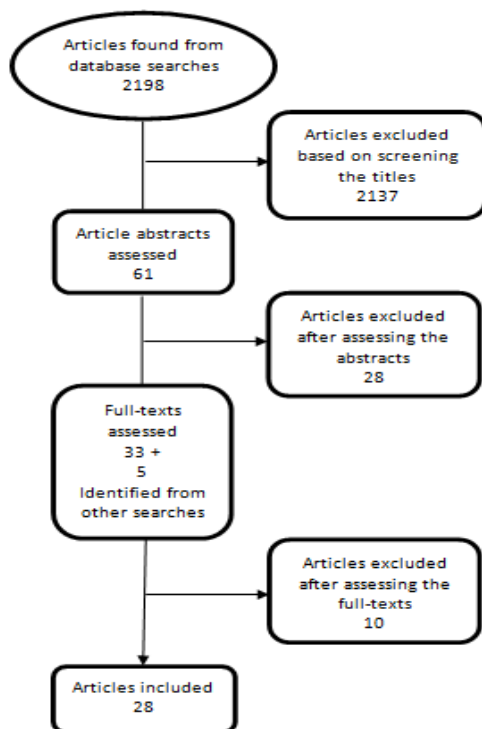 Articles found from
database searches
2198
Articles excluded
based on screening
the titles
2137
Article abstracts
assessed
61
Articles excluded
after assessing the
abstracts
28
Full-texts
assessed
33 +
5
Identified from
other searches
Articles excluded
after assessing the
full-texts
10
Articles included
28